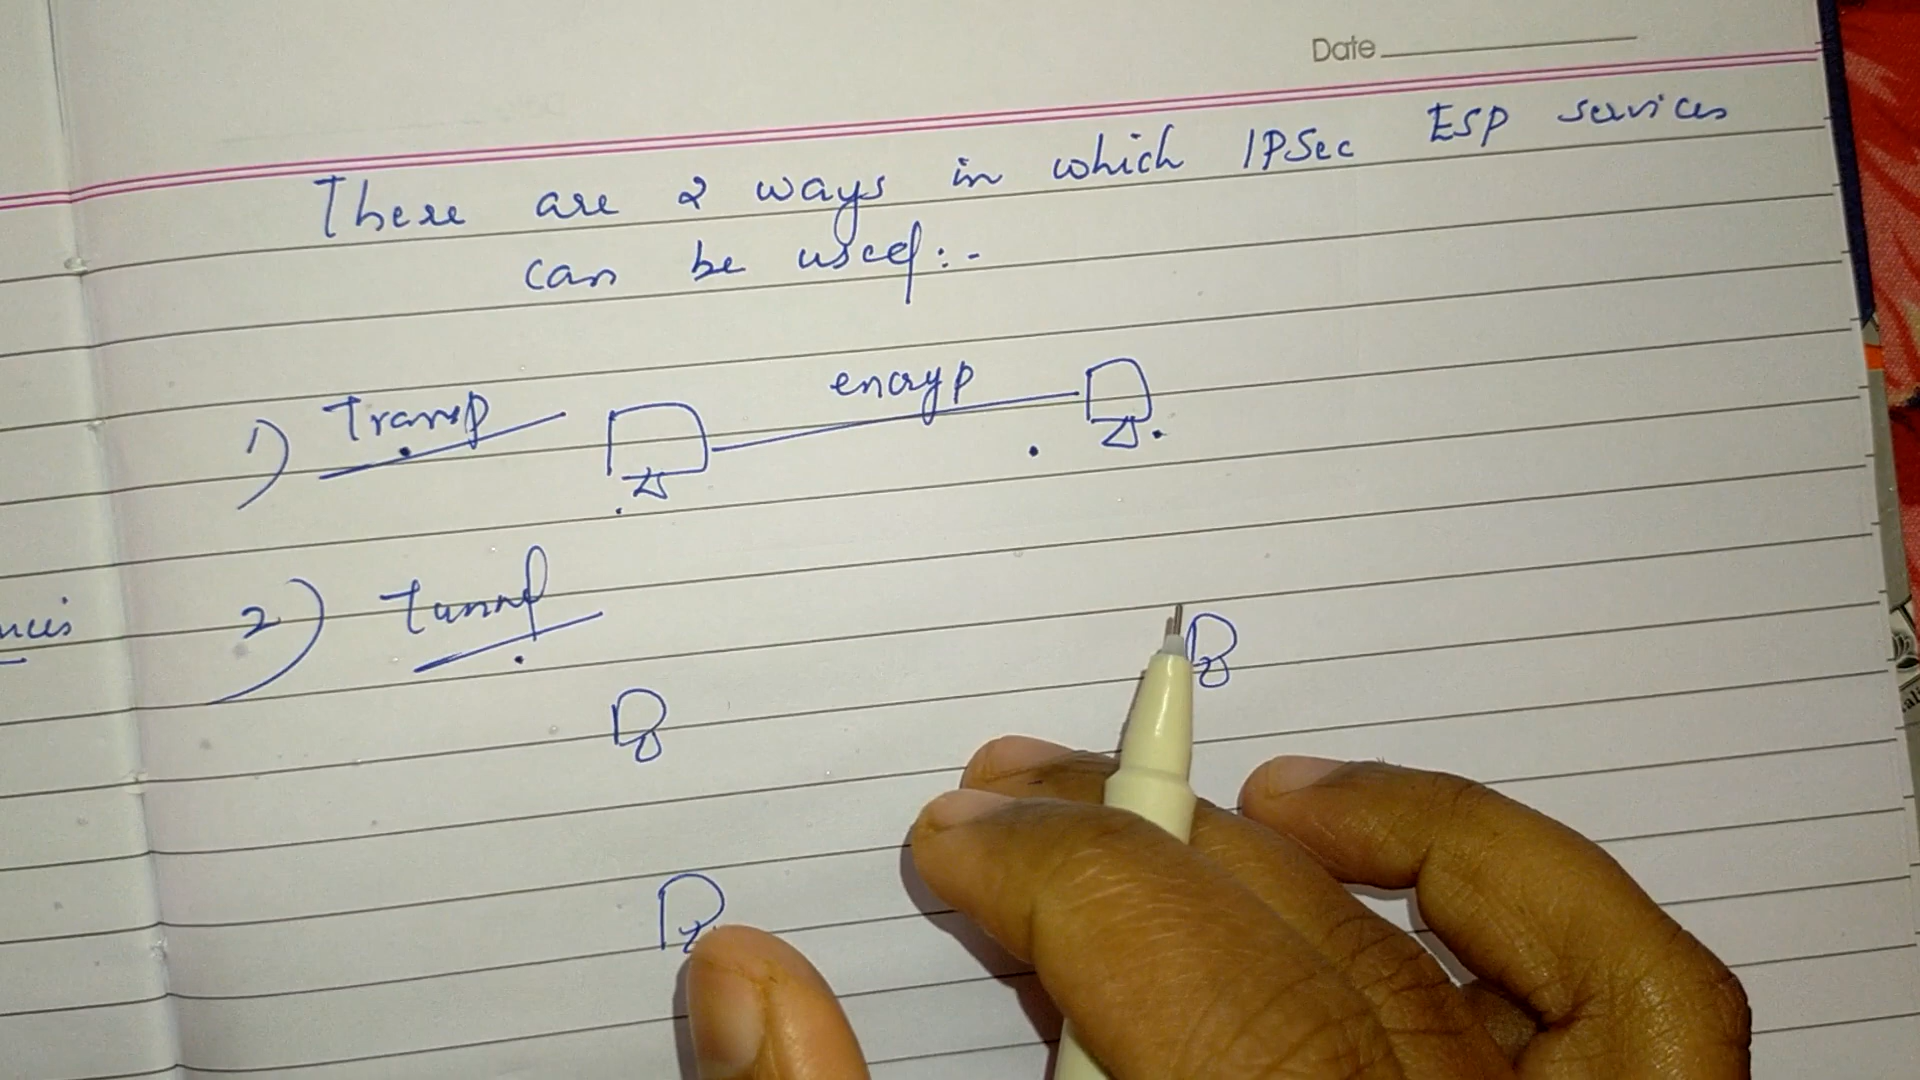 Date
There are 2 ways in which IPSec ESP services
can be used:-
1) Transp encryp
2) Tunnel